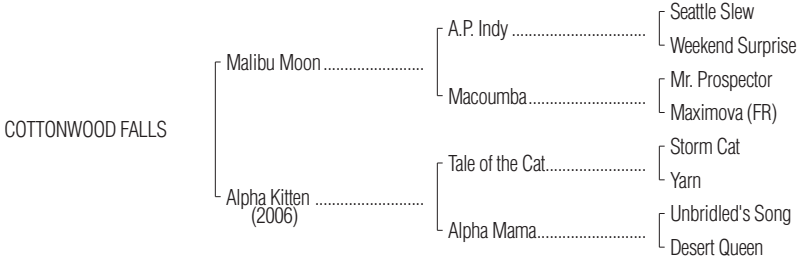 Seattle Slew
A.P. Indy ..............................
Weekend Surprise
Malibu Moon .......................
Mr. Prospector
Macoumba...........................
Maximova (FR)
COTTONWOOD FALLS
Storm Cat
Tale of the Cat.......................
Yarn
Alpha Kitten .........................
(2006)
Unbridled's Song
Alpha Mama.........................
Desert Queen